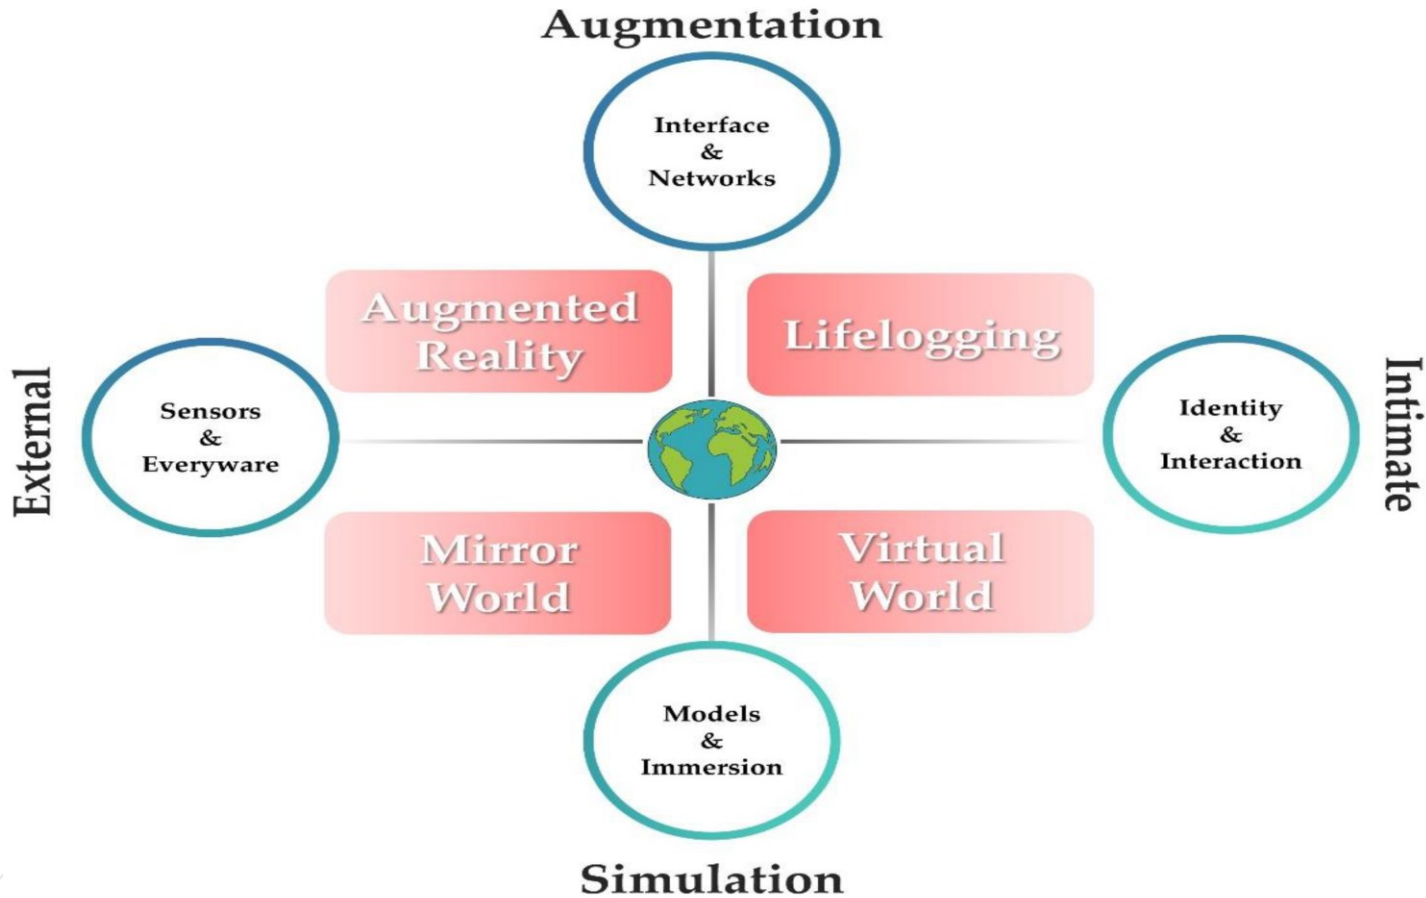 Augmentation
Interface
&
Networks
Augmented
Reality
Lifelogging
External
Sensors
&
Everyware
Identity
&
Interaction
Intimate
Mirror
World
Virtual
World
Models
&
Immersion
Simulation